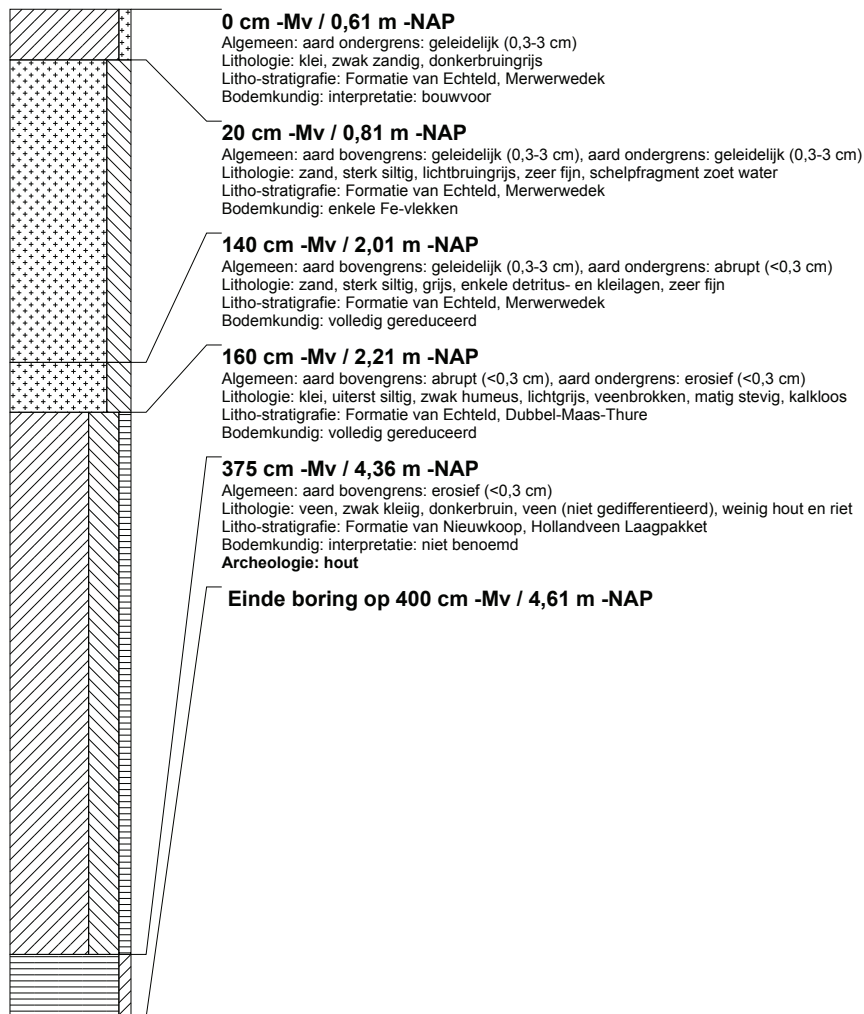 0 cm -Mv / 0,61 m -NAP
Algemeen: aard ondergrens: geleidelijk (0,3-3 cm)
Lithologie: klei, zwak zandig, donkerbruingrijs
Litho-stratigrafie: Formatie van Echteld, Merwerwedek
Bodemkundig: interpretatie: bouwvoor
20 cm -Mv / 0,81 m -NAP
Algemeen: aard bovengrens: geleidelijk (0,3-3 cm), aard ondergrens: geleidelijk (0,3-3 cm)
Lithologie: zand, sterk siltig, lichtbruingrijs, zeer fijn, schelpfragment zoet water
Litho-stratigrafie: Formatie van Echteld, Merwerwedek
Bodemkundig: enkele Fe-vlekken
140 cm -Mv / 2,01 m -NAP
Algemeen: aard bovengrens: geleidelijk (0,3-3 cm), aard ondergrens: abrupt (<0,3 cm)
Lithologie: zand, sterk siltig, grijs, enkele detritus- en kleilagen, zeer fijn
Litho-stratigrafie: Formatie van Echteld, Merwerwedek
Bodemkundig: volledig gereduceerd
160 cm -Mv / 2,21 m -NAP
Algemeen: aard bovengrens: abrupt (<0,3 cm), aard ondergrens: erosief (<0,3 cm)
Lithologie: klei, uiterst siltig, zwak humeus, lichtgrijs, veenbrokken, matig stevig, kalkloos
Litho-stratigrafie: Formatie van Echteld, Dubbel-Maas-Thure
Bodemkundig: volledig gereduceerd
375 cm -Mv / 4,36 m -NAP
Algemeen: aard bovengrens: erosief (<0,3 cm)
Lithologie: veen, zwak kleiig, donkerbruin, veen (niet gedifferentieerd), weinig hout en riet
Litho-stratigrafie: Formatie van Nieuwkoop, Hollandveen Laagpakket
Bodemkundig: interpretatie: niet benoemd
Archeologie: hout
Einde boring op 400 cm -Mv / 4,61 m -NAP